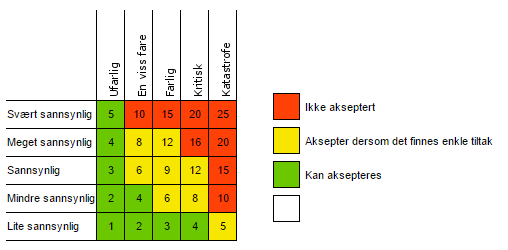 Ufarlig En viss fare Farlig Kritisk Katastrofe
Svært sannsynlig 5 10 15 20 25
Meget sannsynlig 4 8 12 16 20
Sannsynlig 3 6 9 12 15
Mindre sannsynlig 2 4 6 8 10
Lite sannsynlig 1 2 3 4 5
Ikke akseptert
Aksepter dersom det finnes enkle tiltak
Kan aksepteres